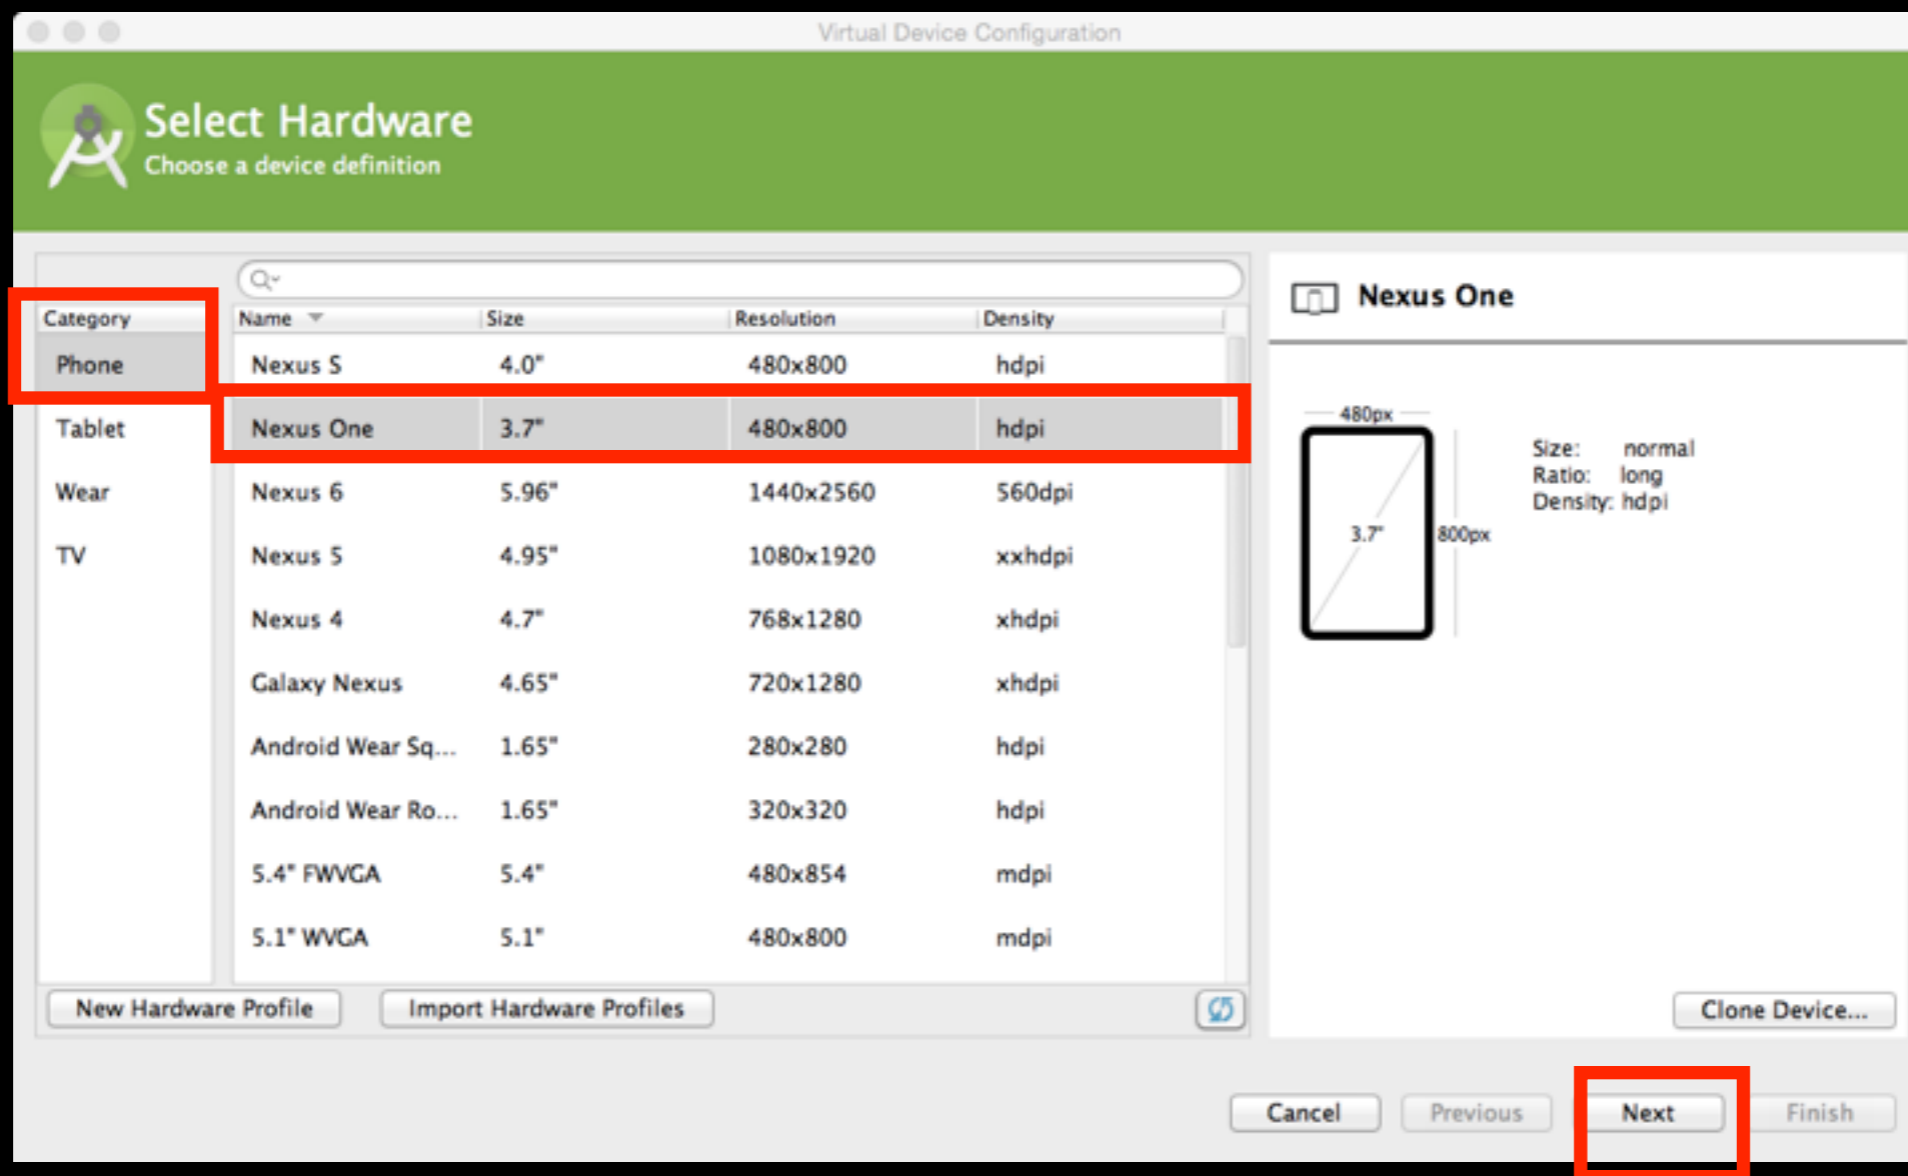 Virtual Device Configuration
Select Hardware
Choose a device definition
Category
Phone
Tablet
Wear
TV
Name Size Resolution Density
Nexus S 4.0" 480x800 hdpi
Nexus One 3.7" 480x800 hdpi
Nexus 6 5.96" 1440x2560 560dpi
Nexus 5 4.95" 1080x1920 xxhdpi
Nexus 4 4.7" 768x1280 xhdpi
Galaxy Nexus 4.65" 720x1280 xhdpi
Android Wear Sq... 1.65" 280x280 hdpi
Android Wear Ro... 1.65" 320x320 hdpi
5.4" FWVGA 5.4" 480x854 mdpi
5.1" WVGA 5.1" 480x800 mdpi
New Hardware Profile Import Hardware Profiles
Nexus One
480px
3.7"
800px
Size: normal
Ratio: long
Density: hdpi
Clone Device...
Cancel Previous Next Finish